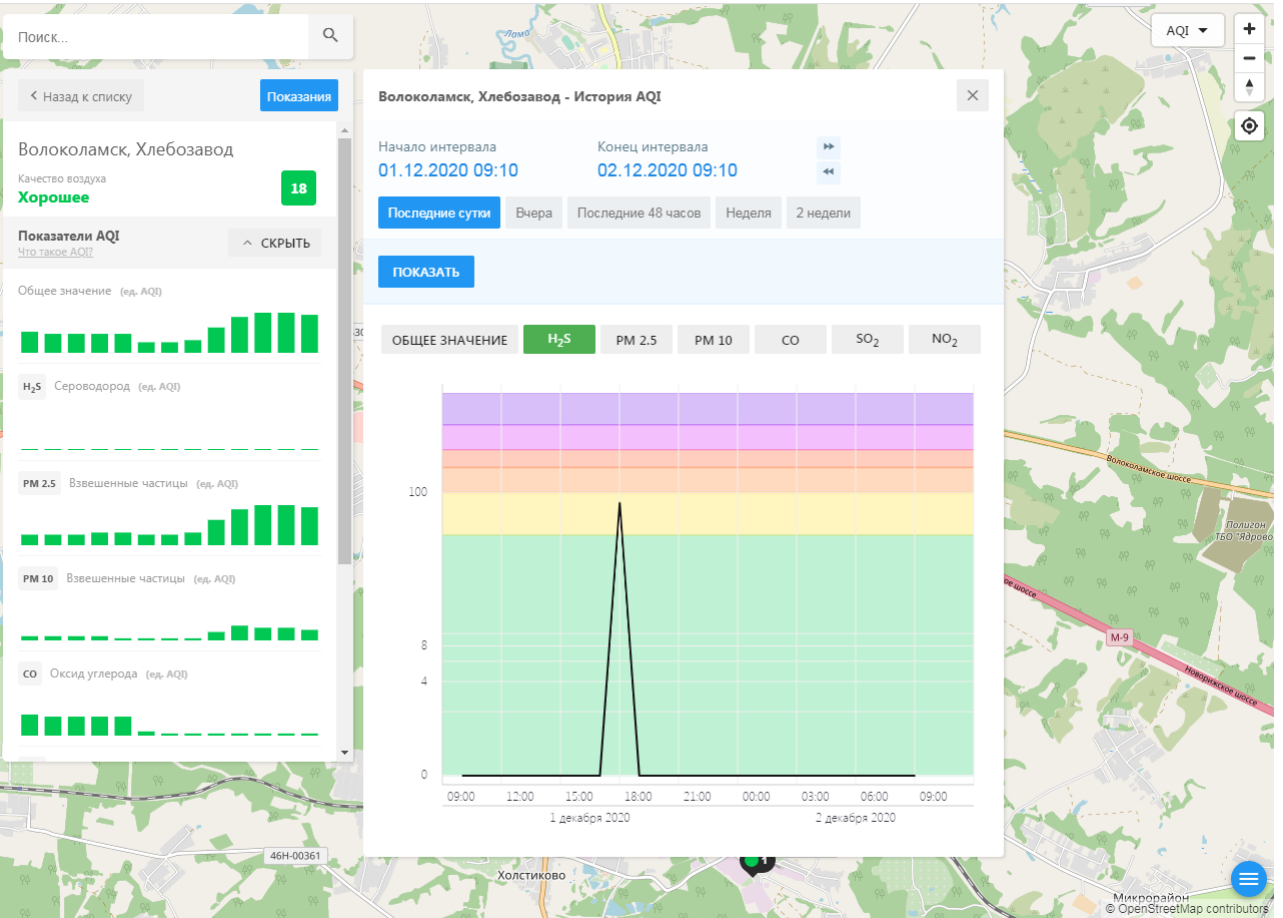 Поиск...
Лама
AQI
Назад к списку
Показания
Волоколамск, Хлебозавод
Качество воздуха
Хорошее
18
Показатели AQI
Что такое AQI?
СКРЫТЬ
Общее значение (ед. AQI)
H₂S Сероводород (ед. AQI)
PM 2.5 Взвешенные частицы (ед. AQI)
PM 10 Взвешенные частицы (ед. AQI)
CO Оксид углерода (ед. AQI)
Волоколамск, Хлебозавод - История AQI
Начало интервала
01.12.2020 09:10
Конец интервала
02.12.2020 09:10
Последние сутки
Вчера
Последние 48 часов
Неделя
2 недели
ПОКАЗАТЬ
ОБЩЕЕ ЗНАЧЕНИЕ
H₂S
PM 2.5
PM 10
CO
SO₂
NO₂
100
8
4
0
09:00 12:00 15:00 18:00 21:00 00:00 03:00 06:00 09:00
1 декабря 2020 2 декабря 2020
Волоколамское шоссе
Полигон
ТБО "Ядрово
ое шоссе
М-9
Новорижское шоссе
46Н-00361
Холстиково
1
Микрорайон
© OpenStreetMap contributors